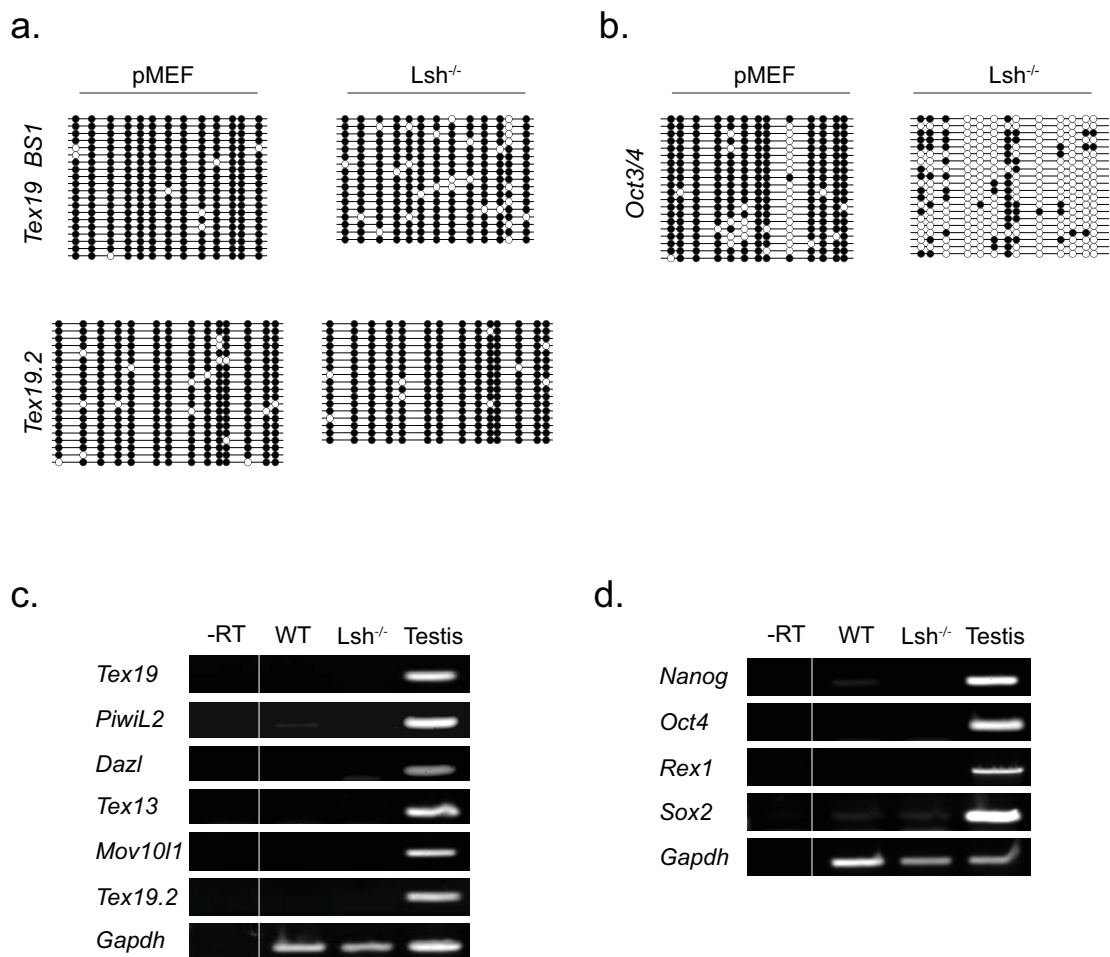 a.
pMEF Lsh-/-
Tex19 BS1
Tex19.2
b.
pMEF Lsh-/-
Oct3/4
c.
-RT WT Lsh-/- Testis
Tex19
PiwiL2
Dazl
Tex13
Mov10l1
Tex19.2
Gapdh
d.
-RT WT Lsh-/- Testis
Nanog
Oct4
Rex1
Sox2
Gapdh